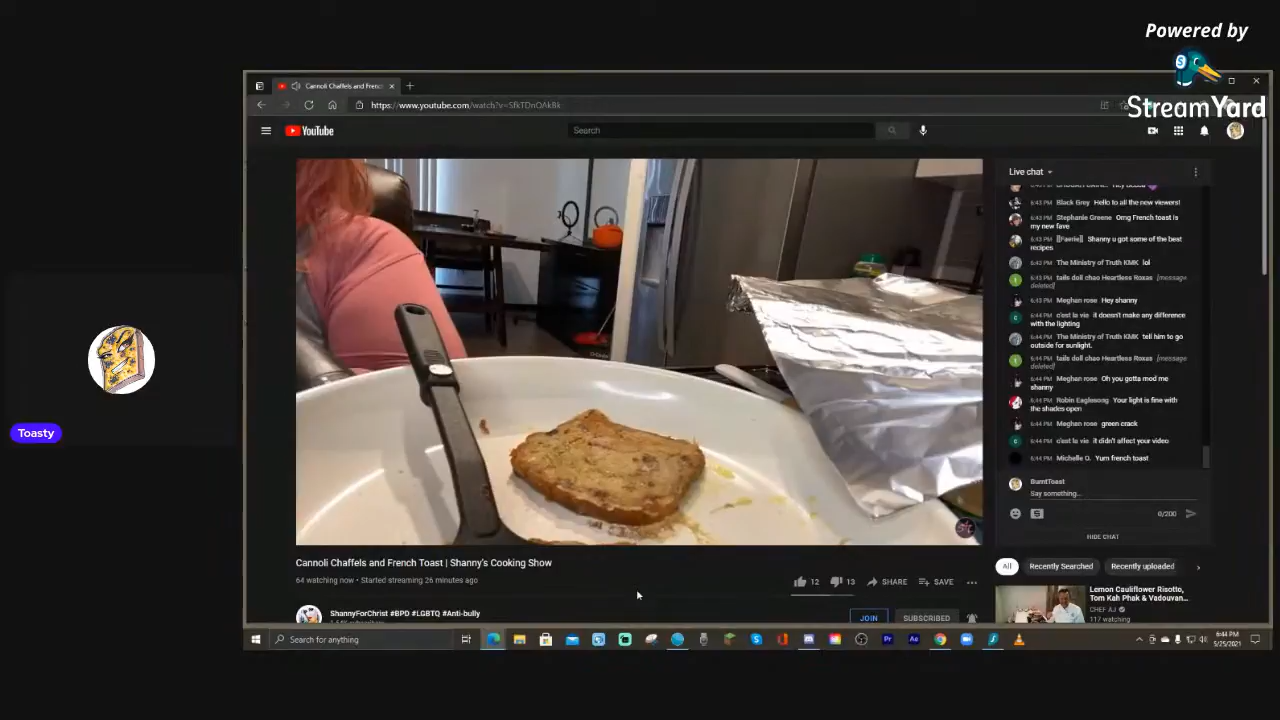 Powered by
StreamYard
Cannoli Chaffels and Frenc
https://www.youtube.com/watch?v=SfkTDnQAkBk
YouTube
Search
Live chat
6:43 PM Black Grey Hello to all the new viewers!
6:43 PM Stephanie Greene Omg French toast is
my new fave
6:43 PM [[Faerie]] Shanny u got some of the best
recipes
6:43 PM The Ministry of Truth KMK lol
6:43 PM tails doll chao Heartless Roxas [message
deleted]
6:43 PM Meghan rose Hey shanny
6:44 PM c'est la vie it doesn't make any difference
with the lighting
6:44 PM The Ministry of Truth KMK tell him to go
outside for sunlight.
6:44 PM tails doll chao Heartless Roxas [message
deleted]
6:44 PM Meghan rose Oh you gotta mod me
shanny
6:44 PM Robin Eaglesong Your light is fine with
the shades open
6:44 PM Meghan rose green crack
6:44 PM c'est la vie it didn't affect your video
6:44 PM Michelle D. Yum french toast
BurntToast
Say something...
0/200
HIDE CHAT
Toasty
Cannoli Chaffels and French Toast | Shanny's Cooking Show
64 watching now • Started streaming 26 minutes ago
12
13
SHARE
SAVE
All
Recently Searched
Recently uploaded
Lemon Cauliflower Risotto,
Tom Kah Phak & Vadouvan...
CHEF AJ
117 watching
ShannyForChrist #BPD #LGBTQ #Anti-bully
JOIN
SUBSCRIBED
Search for anything
6:44 PM
5/25/2021